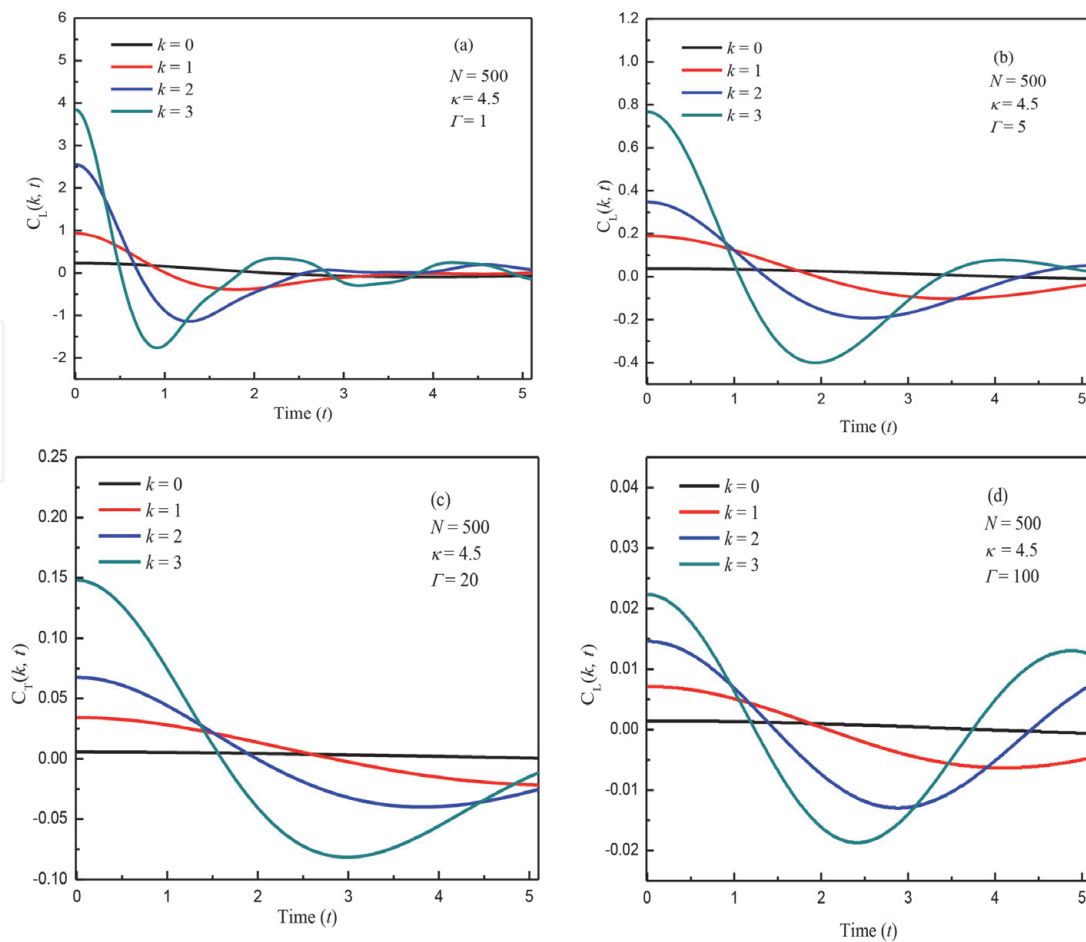 6
5
4
3
2
1
0
-1
-2
C_L(k, t)
k = 0
k = 1
k = 2
k = 3
(a)
N = 500
κ = 4.5
Γ = 1
0 1 2 3 4 5
Time (t)
1.2
1.0
0.8
0.6
0.4
0.2
0.0
-0.2
-0.4
C_L(k, t)
k = 0
k = 1
k = 2
k = 3
(b)
N = 500
κ = 4.5
Γ = 5
0 1 2 3 4 5
Time (t)
0.25
0.20
0.15
0.10
0.05
0.00
-0.05
-0.10
C_T(k, t)
k = 0
k = 1
k = 2
k = 3
(c)
N = 500
κ = 4.5
Γ = 20
0 1 2 3 4 5
Time (t)
0.04
0.03
0.02
0.01
0.00
-0.01
-0.02
C_L(k, t)
k = 0
k = 1
k = 2
k = 3
(d)
N = 500
κ = 4.5
Γ = 100
0 1 2 3 4 5
Time (t)